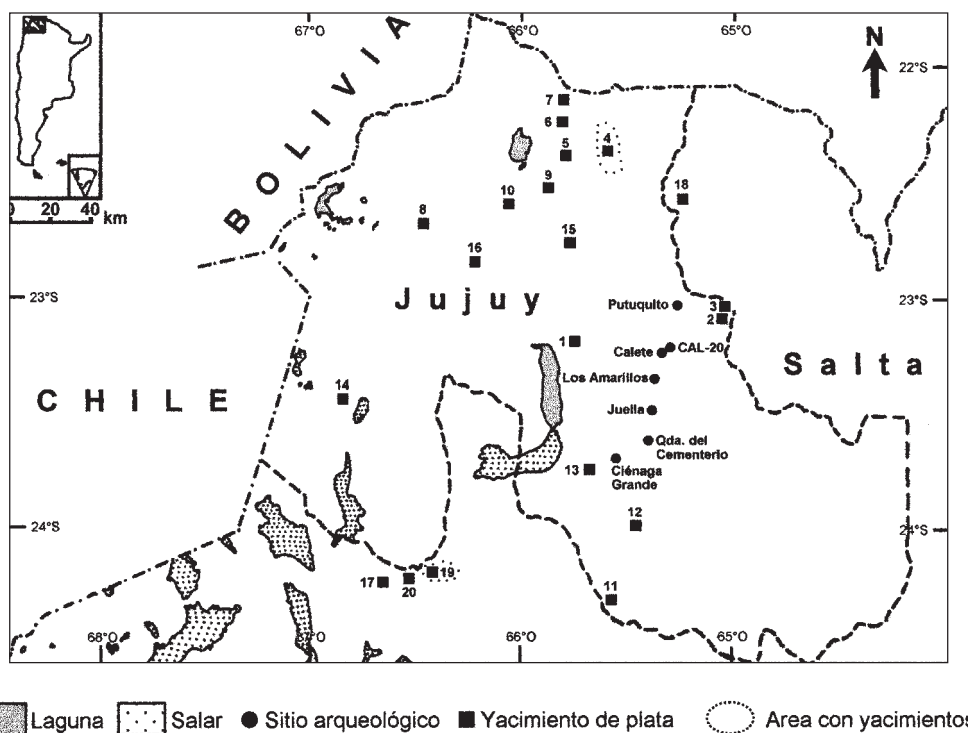 67°O 66°O 65°O
N
22°S
BOLIVIA
0 20 40
km
7
6
5
4
9
10
18
8
15
16
23°S
Jujuy
Putuquito
3
2
23°S
1
Calete
CAL-20
Los Amarillos
Salta
CHILE
14
Juella
Qda. del
Cementerio
13
Ciénaga
Grande
24°S
12
24°S
17
20
19
11
68°O 67°O 66°O 65°O
Laguna Salar Sitio arqueológico Yacimiento de plata Area con yacimientos